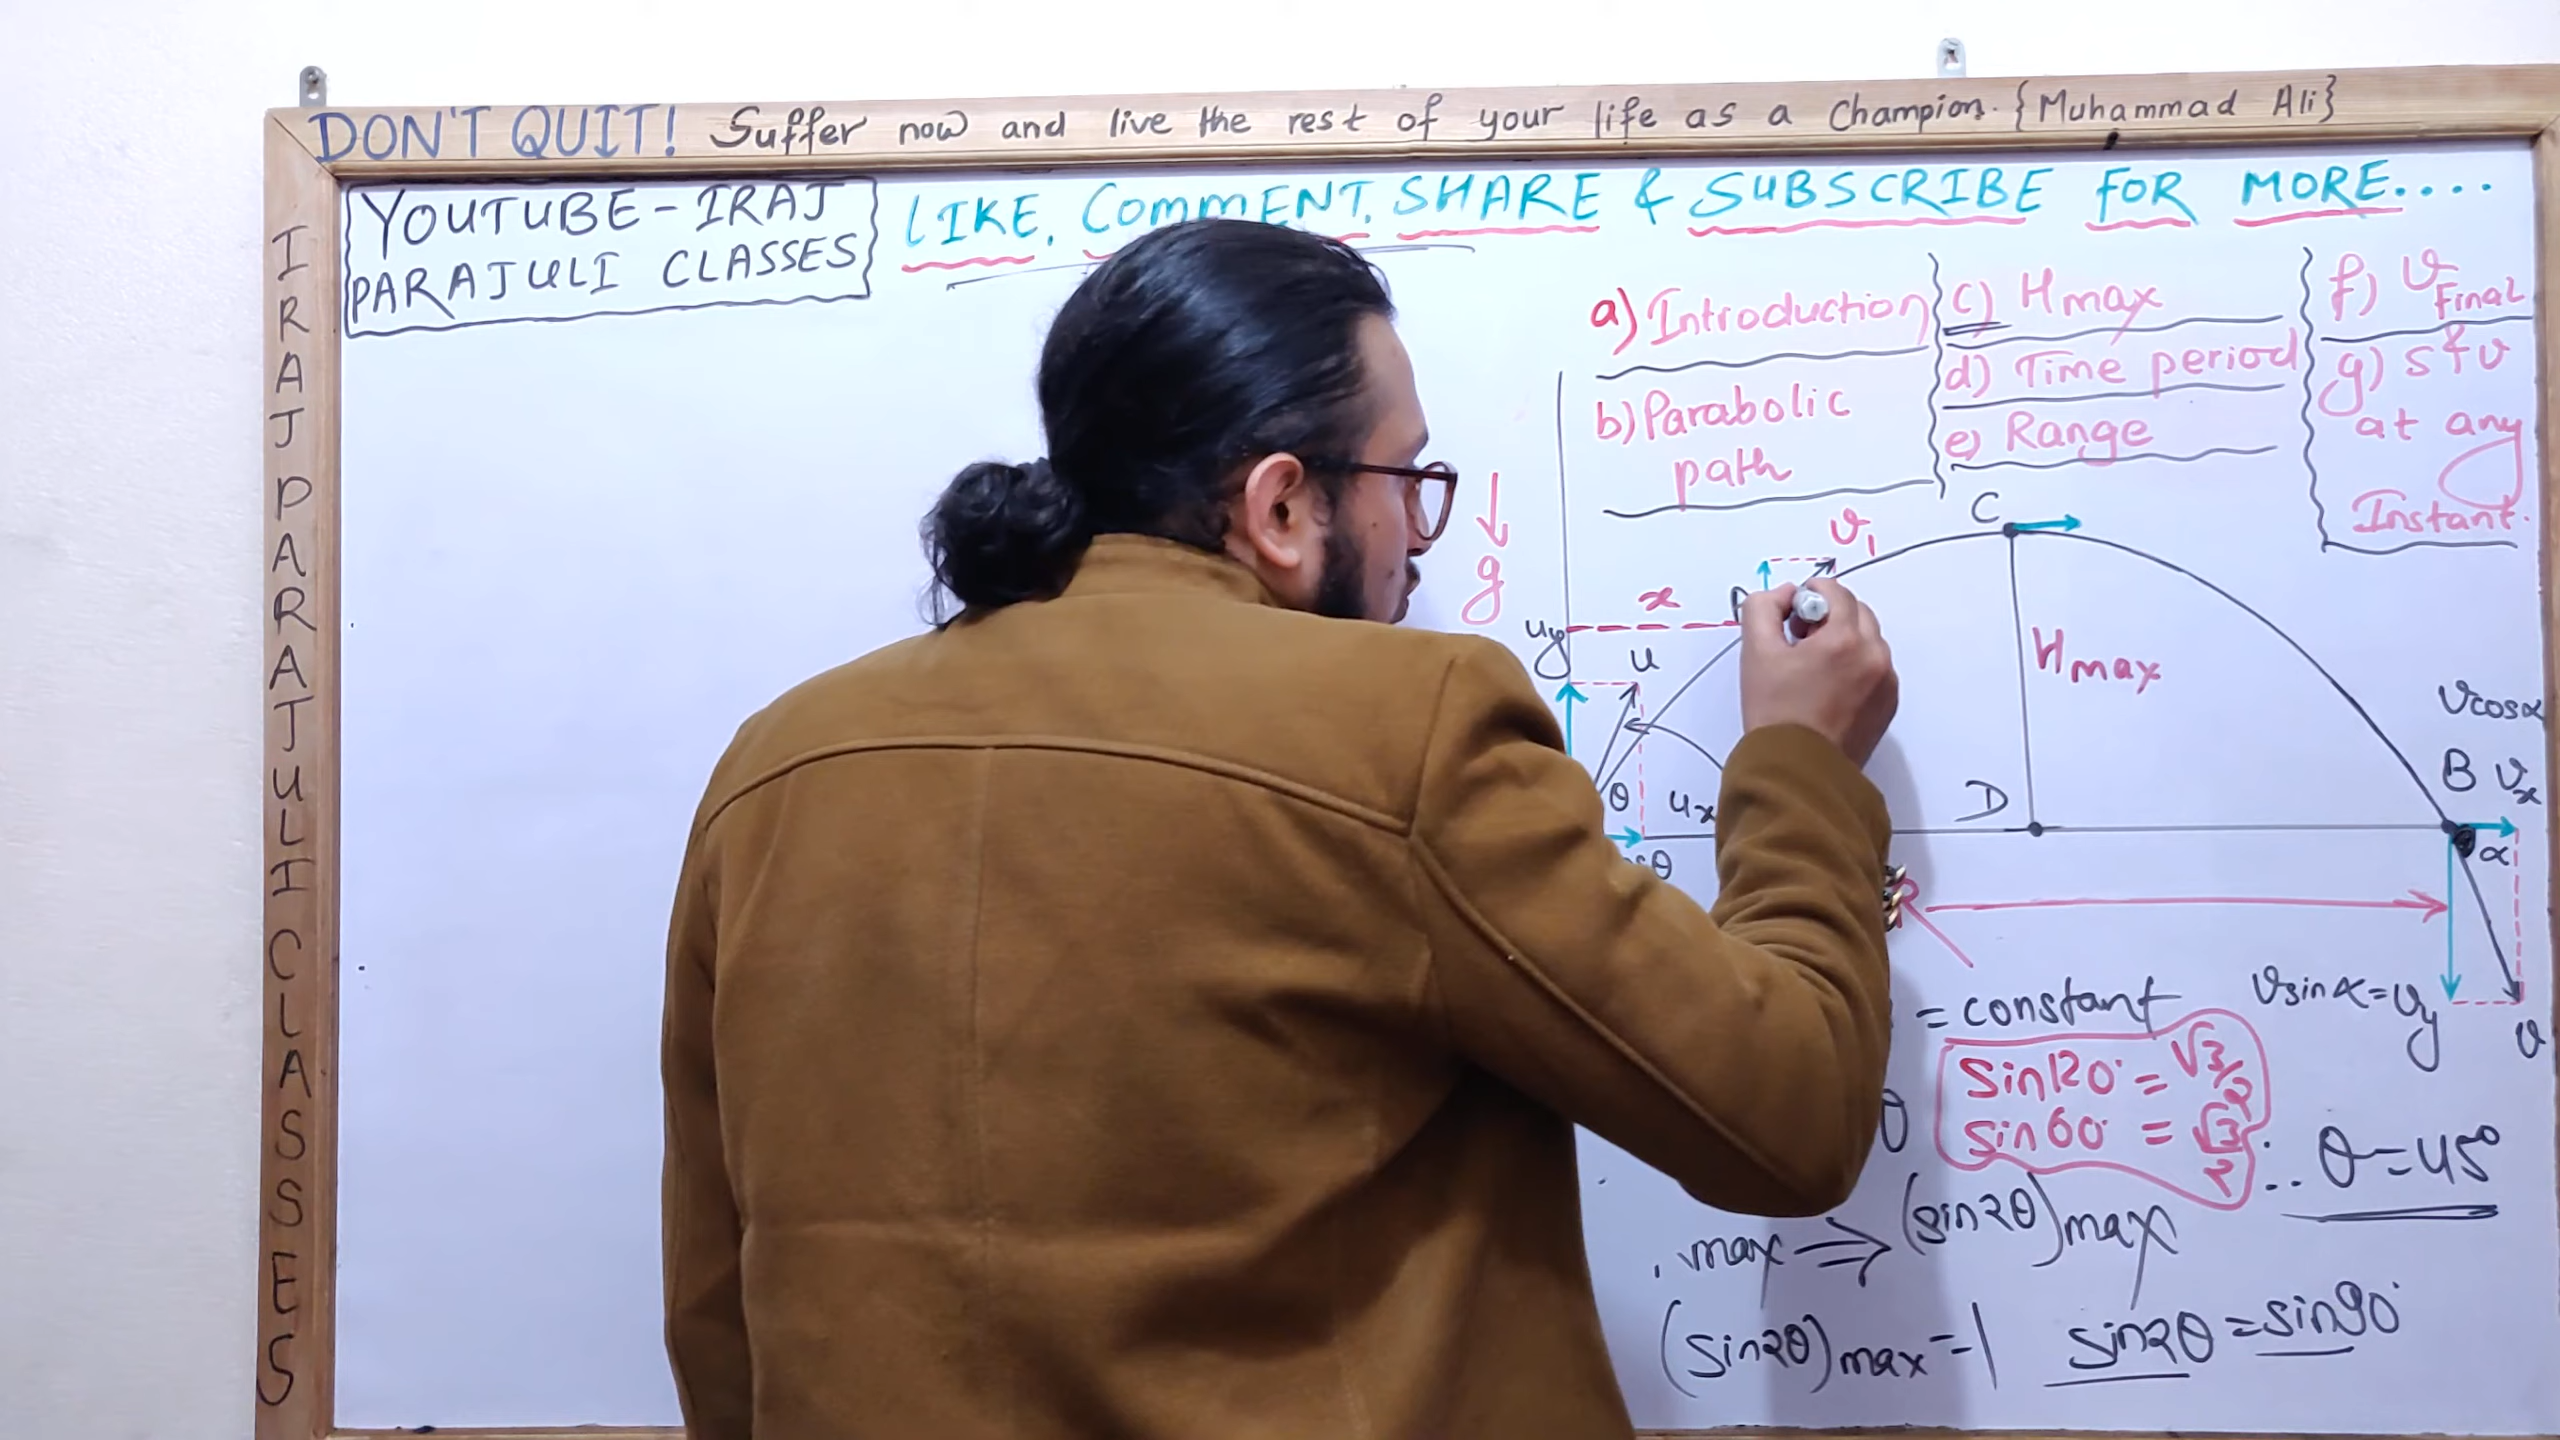 DON'T QUIT! Suffer now and live the rest of your life as a Champion. {Muhammad Ali}
IRAJ PARAJULI CLASSES
YOUTUBE-IRAJ
PARAJULI CLASSES
LIKE, COMMENT, SHARE & SUBSCRIBE FOR MORE....
a) Introduction
b) Parabolic
path
c) Hmax
d) Time period
e) Range
f) vFinal
&
g) s & v
at any
Instant.
g
x
v₁
C
uy
u
θ
ux
Hmax
D
vcosα
B vx
α
R
= constant
vsinα = vy
v
sin120° = √3/2
sin60° = √3/2
θ
∴ θ = 45°
max ⇒ (sin2θ)max
(sin2θ)max = 1
sin2θ = sin90°